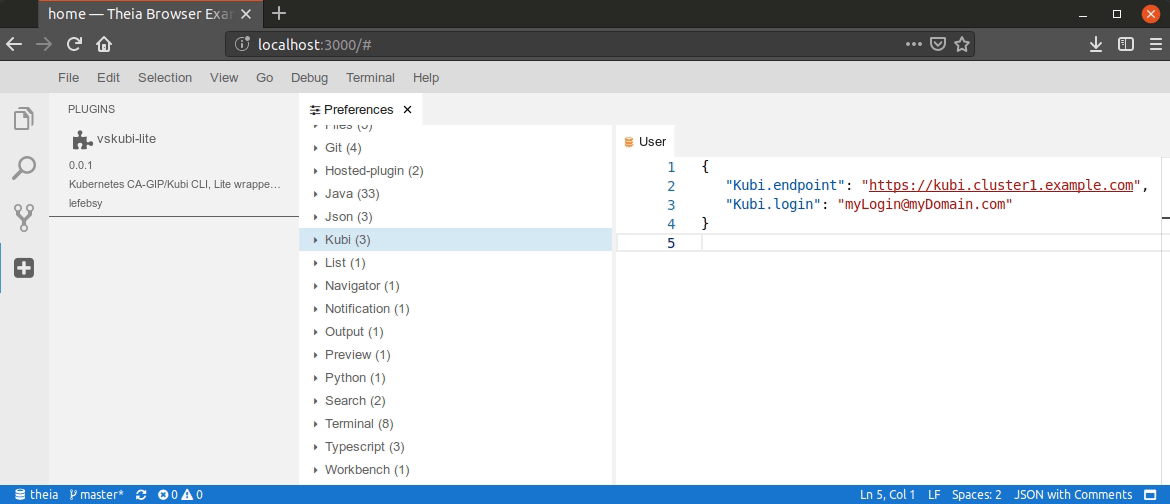 home — Theia Browser Exar
localhost:3000/#
File Edit Selection View Go Debug Terminal Help
PLUGINS
vskubi-lite
0.0.1
Kubernetes CA-GIP/Kubi CLI, Lite wrappe...
lefebsy
Preferences
Files (5)
Git (4)
Hosted-plugin (2)
Java (33)
Json (3)
Kubi (3)
List (1)
Navigator (1)
Notification (1)
Output (1)
Preview (1)
Python (1)
Search (2)
Terminal (8)
Typescript (3)
Workbench (1)
User
1 {
2 "Kubi.endpoint": "https://kubi.cluster1.example.com",
3 "Kubi.login": "myLogin@myDomain.com"
4 }
5
theia master* 0 0 Ln 5, Col 1 LF Spaces: 2 JSON with Comments